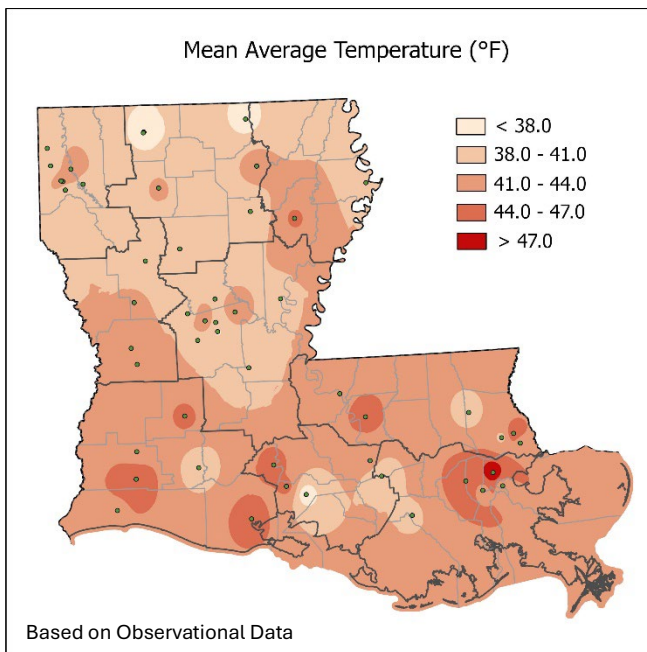 Mean Average Temperature (°F)
< 38.0
38.0 - 41.0
41.0 - 44.0
44.0 - 47.0
> 47.0
Based on Observational Data